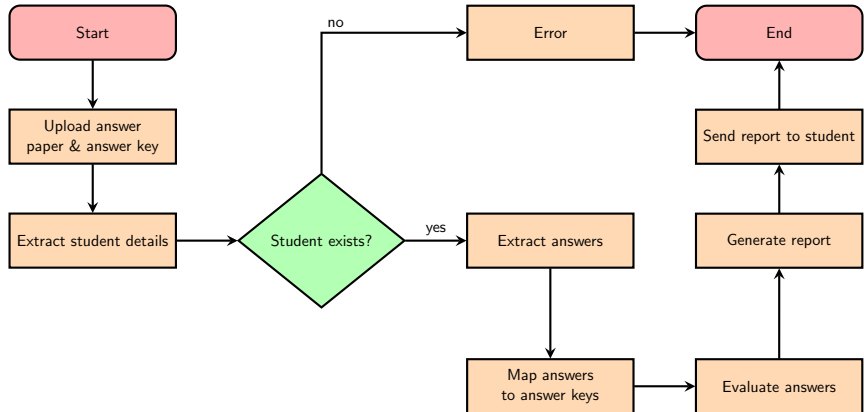 Start
Upload answer
paper & answer key
Extract student details
Student exists?
no
yes
Error
End
Extract answers
Map answers
to answer keys
Evaluate answers
Generate report
Send report to student